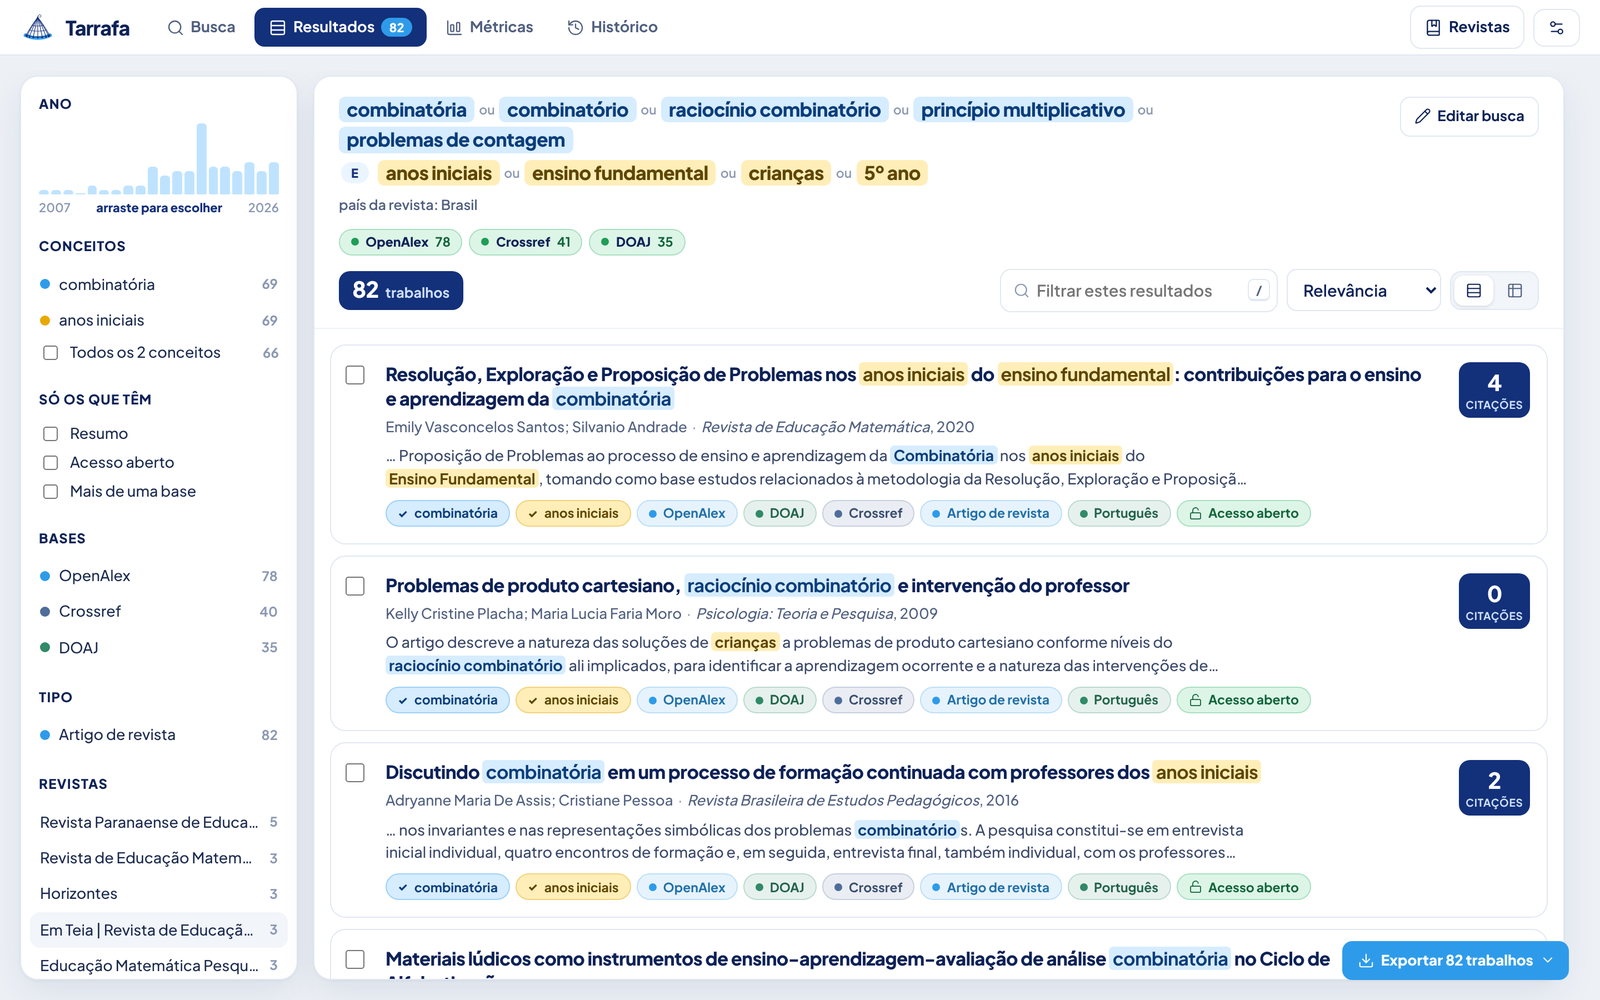 Tarrafa
Busca
Resultados 82
Métricas
Histórico
Revistas
ANO
2007 arraste para escolher 2026
CONCEITOS
combinatória 69
anos iniciais 69
Todos os 2 conceitos 66
SÓ OS QUE TÊM
Resumo
Acesso aberto
Mais de uma base
BASES
OpenAlex 78
Crossref 40
DOAJ 35
TIPO
Artigo de revista 82
REVISTAS
Revista Paranaense de Educa... 5
Revista de Educação Matem... 3
Horizontes 3
Em Teia | Revista de Educaçã... 3
Educação Matemática Pesqu... 3
combinatória ou combinatório ou raciocínio combinatório ou princípio multiplicativo ou
problemas de contagem
E anos iniciais ou ensino fundamental ou crianças ou 5º ano
país da revista: Brasil
OpenAlex 78 Crossref 41 DOAJ 35
Editar busca
82 trabalhos
Filtrar estes resultados /
Relevância
Resolução, Exploração e Proposição de Problemas nos anos iniciais do ensino fundamental: contribuições para o ensino
e aprendizagem da combinatória
Emily Vasconcelos Santos; Silvanio Andrade · Revista de Educação Matemática, 2020
... Proposição de Problemas ao processo de ensino e aprendizagem da Combinatória nos anos iniciais do
Ensino Fundamental, tomando como base estudos relacionados à metodologia da Resolução, Exploração e Proposiçã...
combinatória anos iniciais OpenAlex DOAJ Crossref Artigo de revista Português Acesso aberto
4
CITAÇÕES
Problemas de produto cartesiano, raciocínio combinatório e intervenção do professor
Kelly Cristine Placha; Maria Lucia Faria Moro · Psicologia: Teoria e Pesquisa, 2009
O artigo descreve a natureza das soluções de crianças a problemas de produto cartesiano conforme níveis do
raciocínio combinatório ali implicados, para identificar a aprendizagem ocorrente e a natureza das intervenções de...
combinatória anos iniciais OpenAlex DOAJ Crossref Artigo de revista Português Acesso aberto
0
CITAÇÕES
Discutindo combinatória em um processo de formação continuada com professores dos anos iniciais
Adryanne Maria De Assis; Cristiane Pessoa · Revista Brasileira de Estudos Pedagógicos, 2016
... nos invariantes e nas representações simbólicas dos problemas combinatórios. A pesquisa constitui-se em entrevista
inicial individual, quatro encontros de formação e, em seguida, entrevista final, também individual, com os professores...
combinatória anos iniciais OpenAlex DOAJ Crossref Artigo de revista Português Acesso aberto
2
CITAÇÕES
Materiais lúdicos como instrumentos de ensino-aprendizagem-avaliação de análise combinatória no Ciclo de
Exportar 82 trabalhos